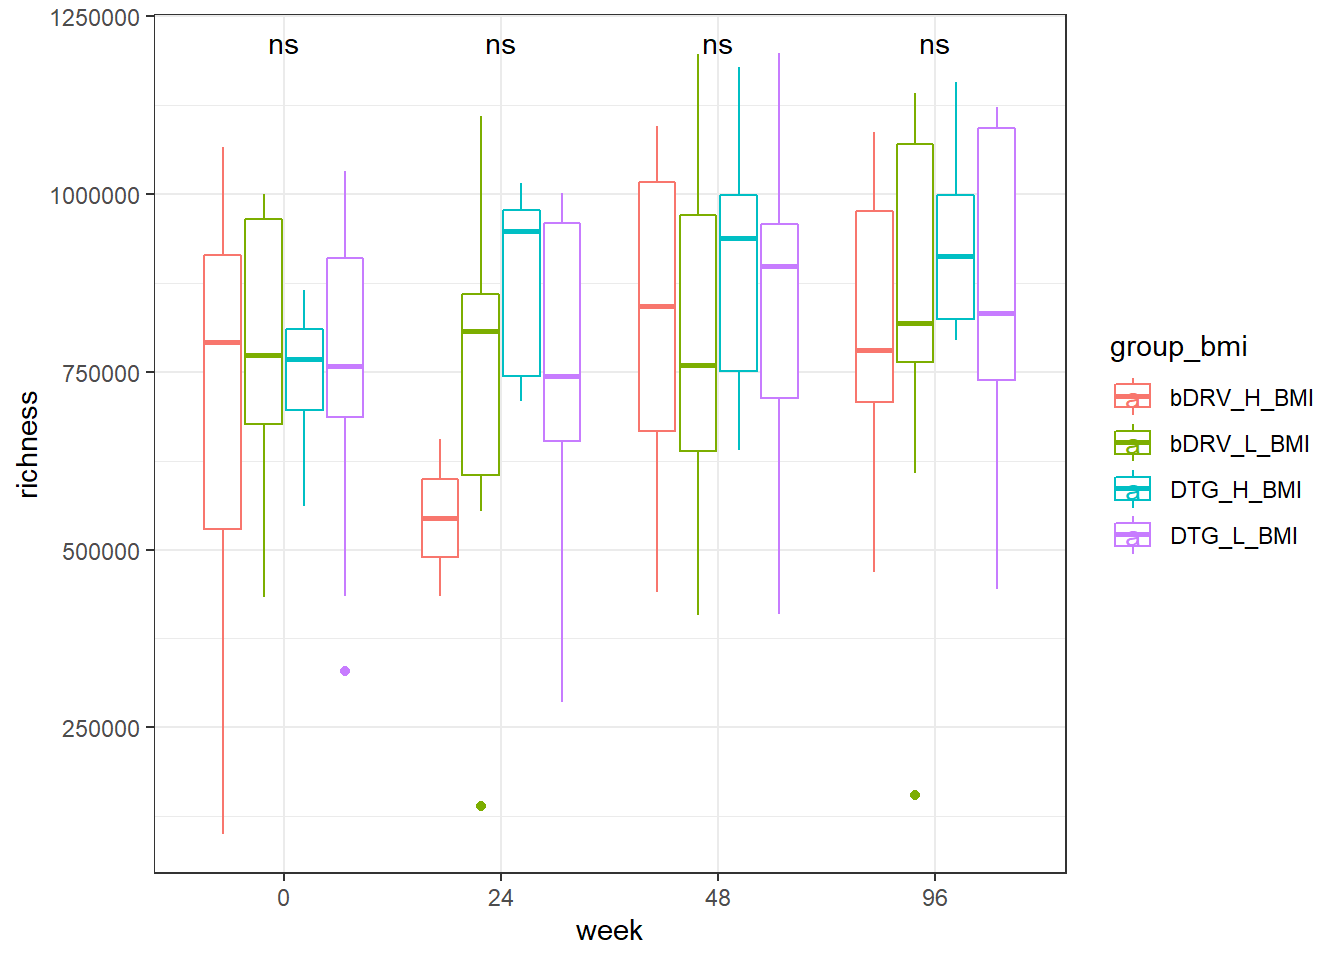 1250000
1000000
750000
500000
250000
richness
ns ns ns ns
0 24 48 96
week
group_bmi
a bDRV_H_BMI
a bDRV_L_BMI
a DTG_H_BMI
a DTG_L_BMI